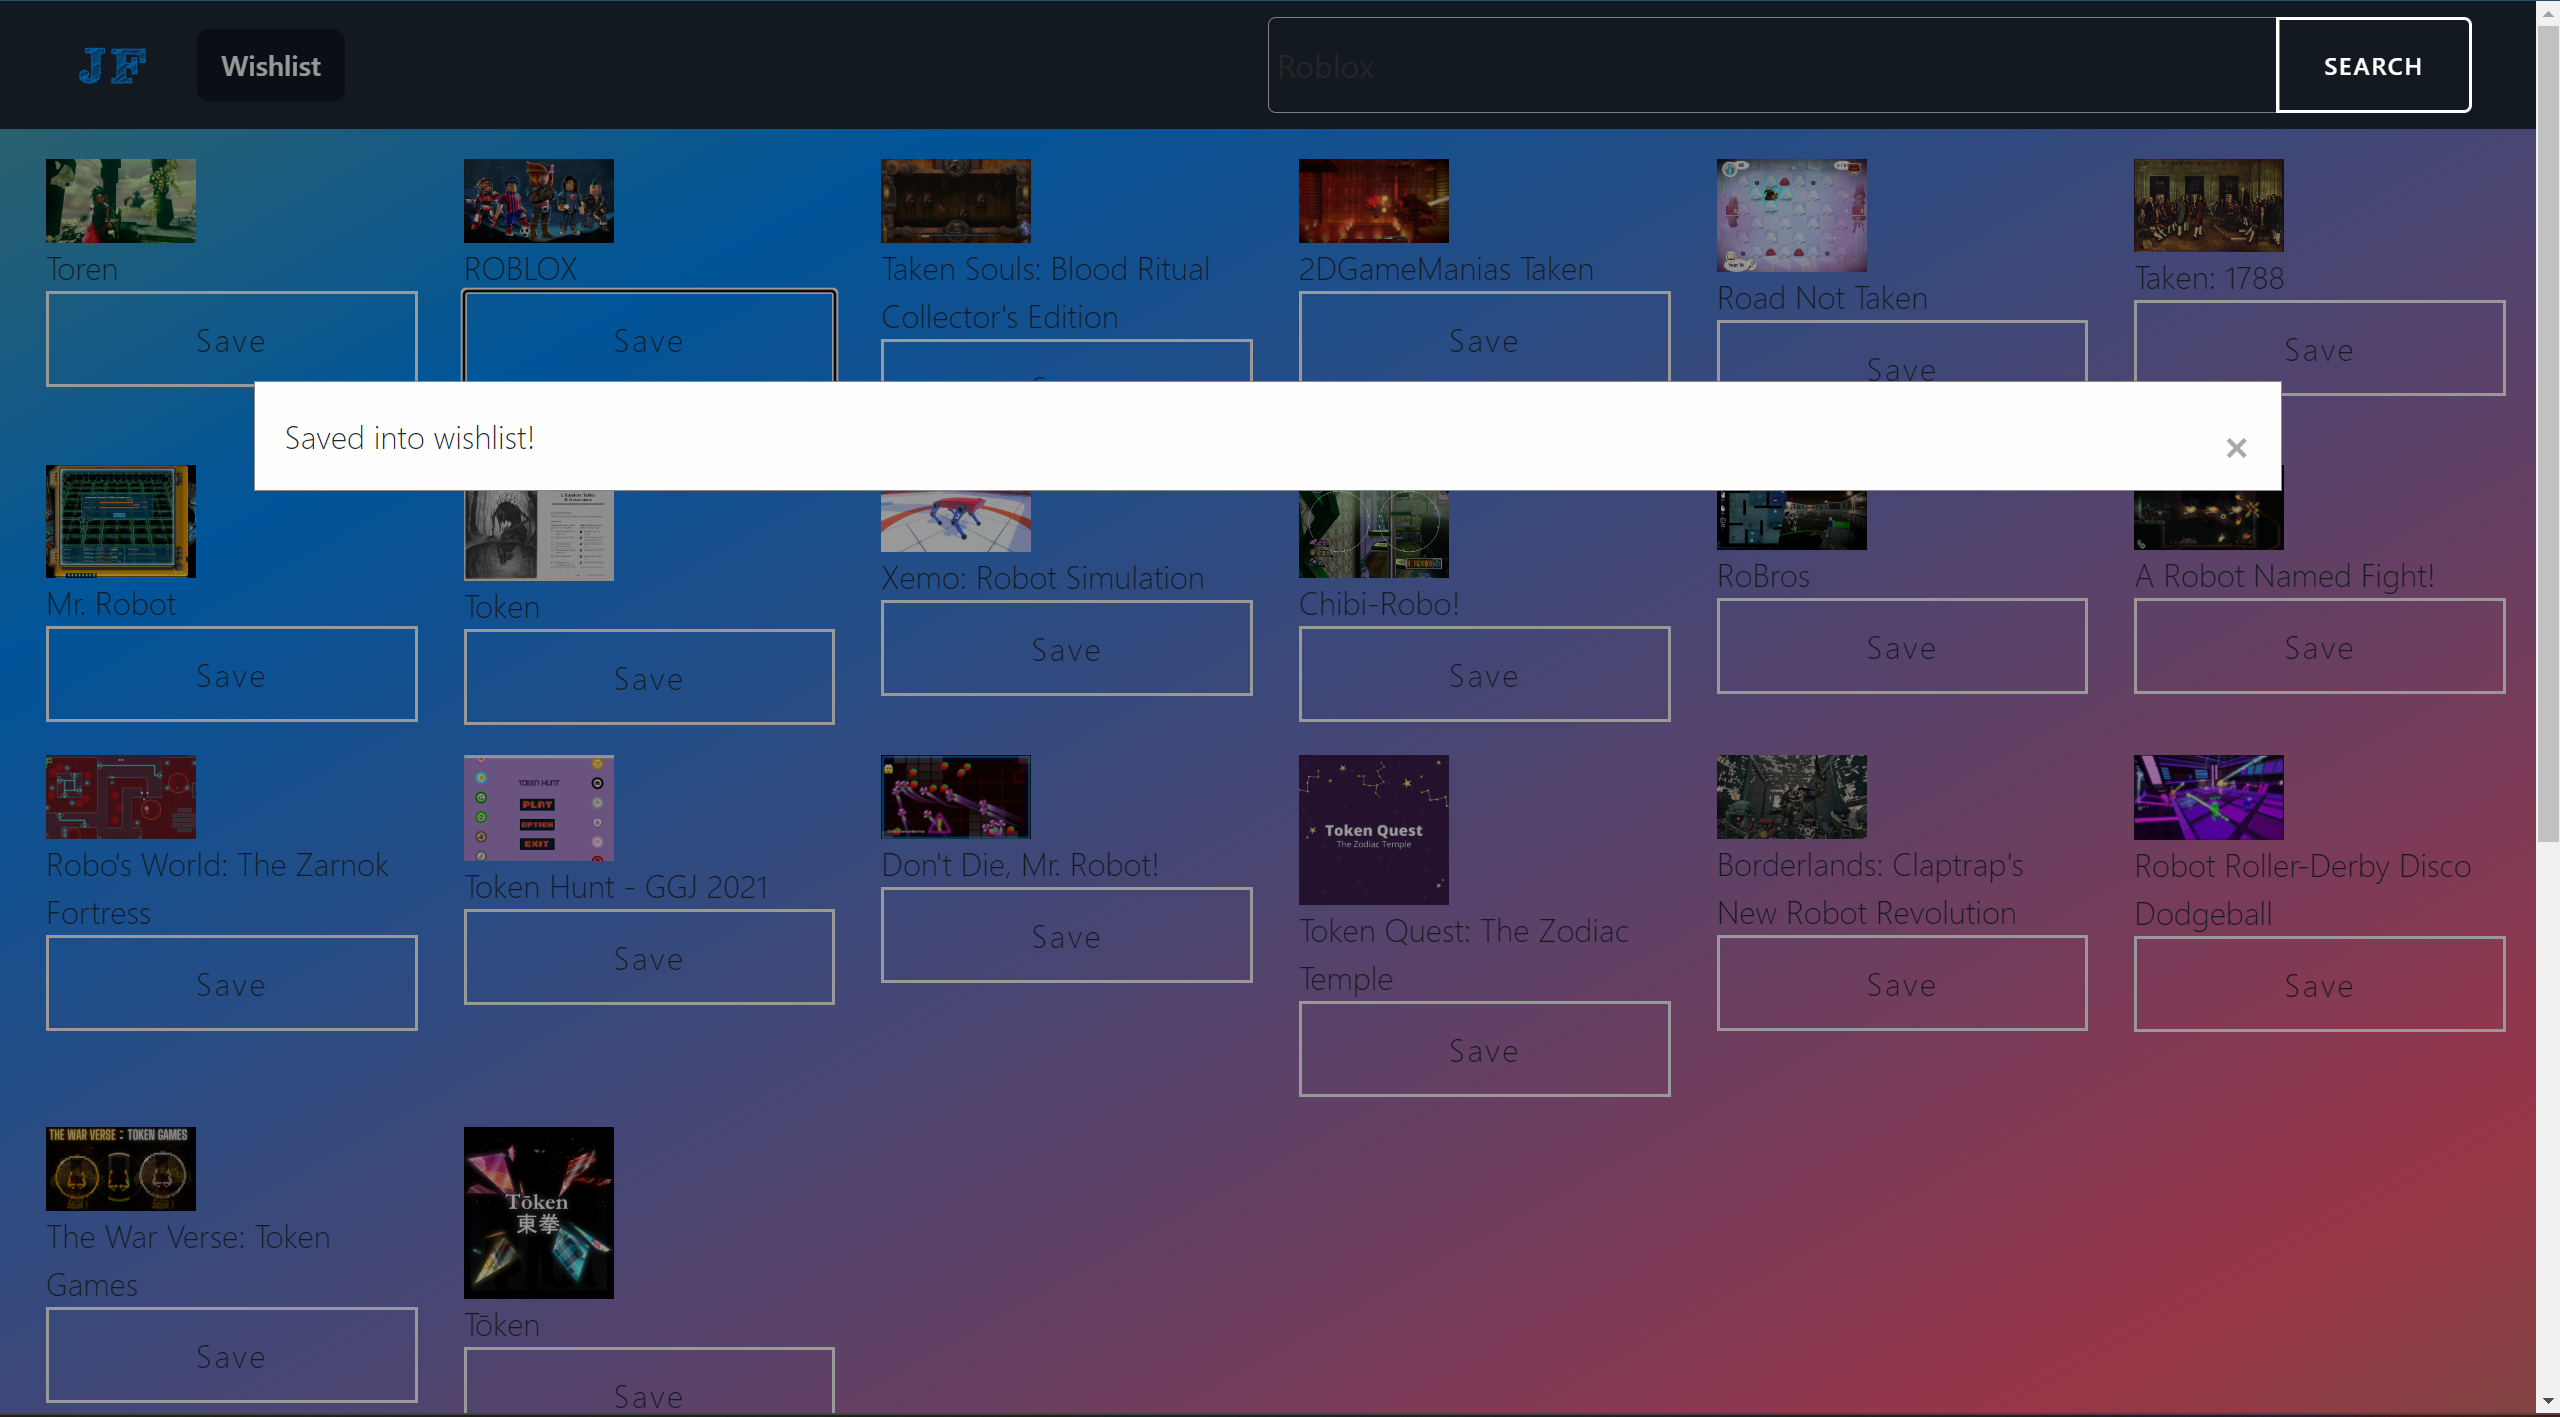 JF
Wishlist
Roblox
SEARCH
Toren
ROBLOX
Taken Souls: Blood Ritual
Collector's Edition
2DGameManias Taken
Road Not Taken
Taken: 1788
Save
Save
Save
Save
Save
Saved into wishlist!
×
Mr. Robot
Token
Xemo: Robot Simulation
Chibi-Robo!
RoBros
A Robot Named Fight!
Save
Save
Save
Save
Save
Save
TOKEN HUNT
PLAY
OPTION
EXIT
Token Quest
The Zodiac Temple
Robo's World: The Zarnok
Fortress
Token Hunt - GGJ 2021
Don't Die, Mr. Robot!
Token Quest: The Zodiac
Temple
Borderlands: Claptrap's
New Robot Revolution
Robot Roller-Derby Disco
Dodgeball
Save
Save
Save
Save
Save
Save
THE WAR VERSE : TOKEN GAMES
Tōken
東拳
The War Verse: Token
Games
Tōken
Save
Save